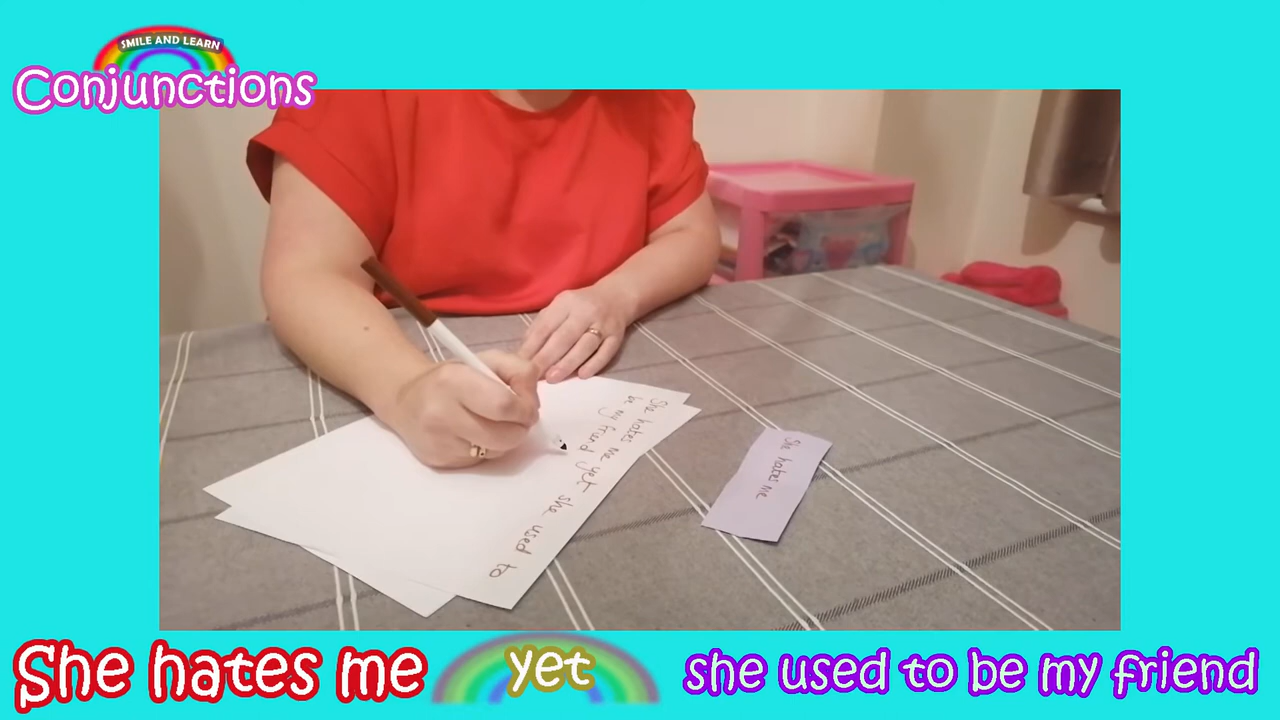 SMILE AND LEARN
Conjunctions
She hates me yet she used to
be my friend
She hates me
She hates me yet she used to be my friend